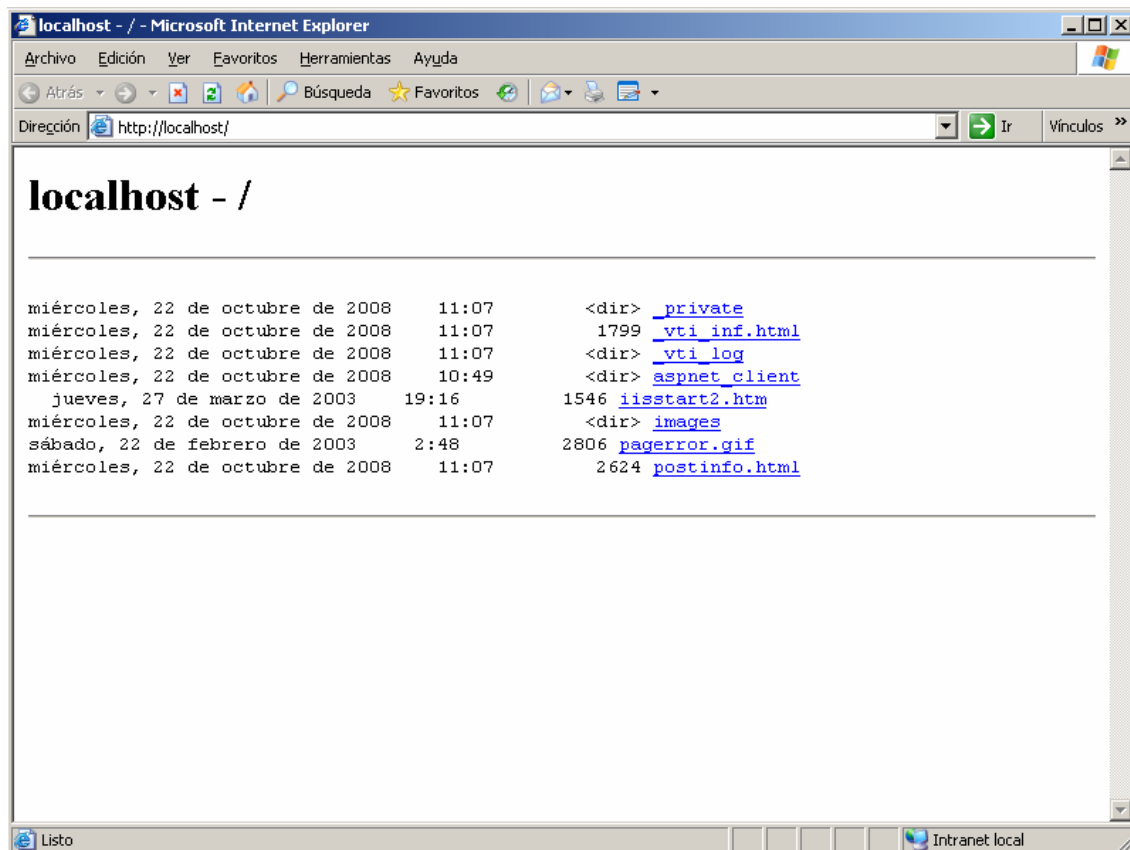 localhost - / - Microsoft Internet Explorer
Archivo Edición Ver Favoritos Herramientas Ayuda
Atrás Búsqueda Favoritos
Dirección http://localhost/ Ir Vínculos »
localhost - /
miércoles, 22 de octubre de 2008 11:07 <dir> _private
miércoles, 22 de octubre de 2008 11:07 1799 _vti_inf.html
miércoles, 22 de octubre de 2008 11:07 <dir> _vti_log
miércoles, 22 de octubre de 2008 10:49 <dir> aspnet_client
jueves, 27 de marzo de 2003 19:16 1546 iisstart2.htm
miércoles, 22 de octubre de 2008 11:07 <dir> images
sábado, 22 de febrero de 2003 2:48 2806 pagerror.gif
miércoles, 22 de octubre de 2008 11:07 2624 postinfo.html
Listo Intranet local